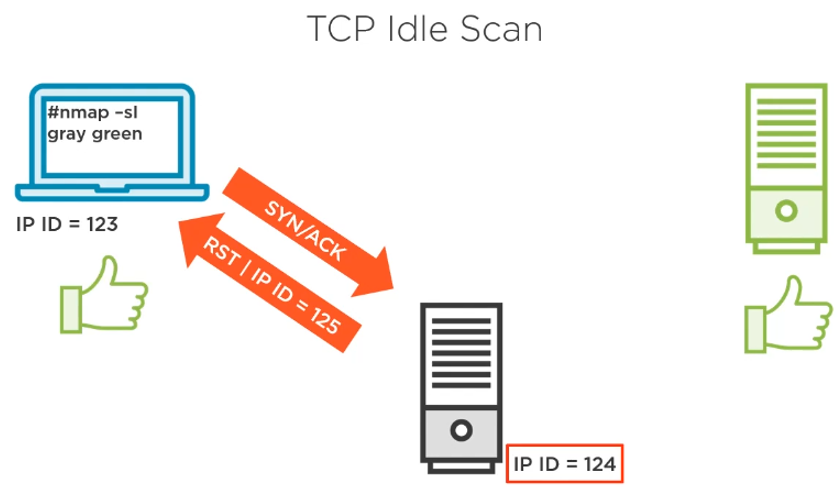 TCP Idle Scan
#nmap –sI
gray green
IP ID = 123
SYN/ACK
RST | IP ID = 125
IP ID = 124